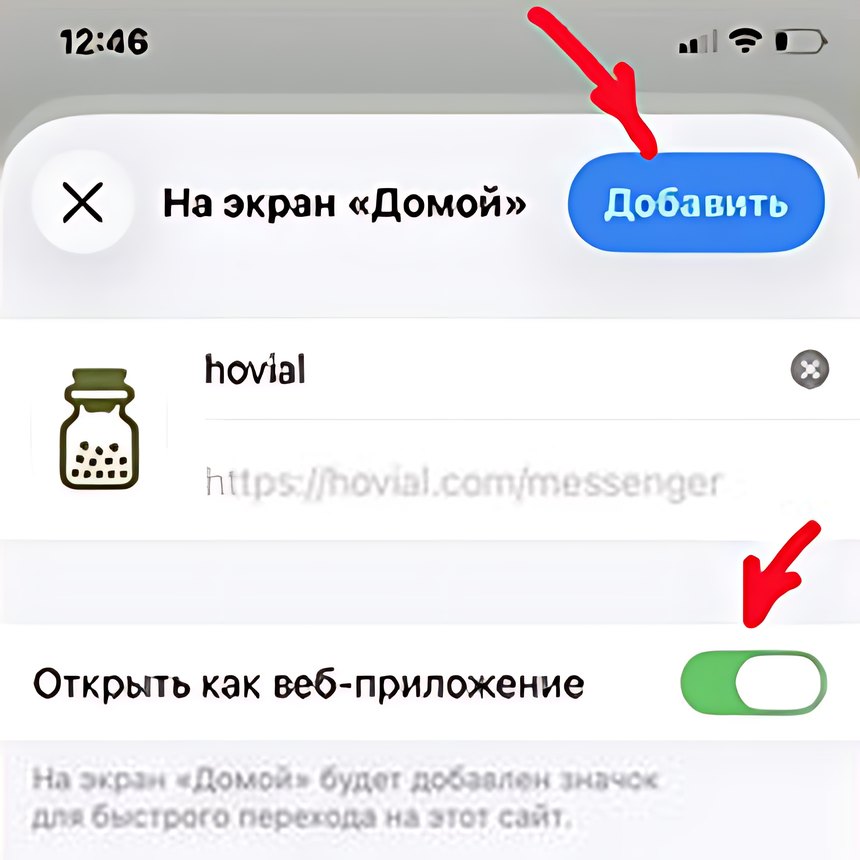 12:46
На экран «Домой»
Добавить
hovial
https://hovial.com/messenger
Открыть как веб-приложение
На экран «Домой» будет добавлен значок
для быстрого перехода на этот сайт.